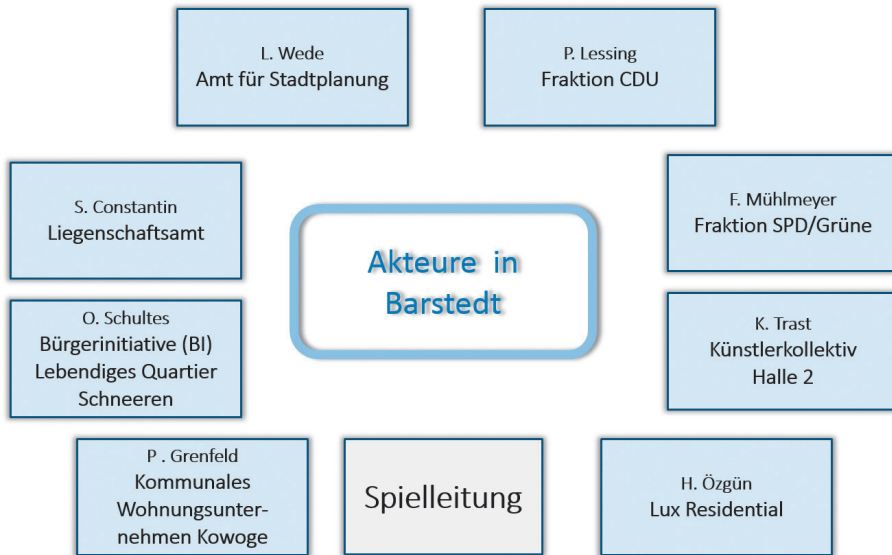 L. Wede
Amt für Stadtplanung
P. Lessing
Fraktion CDU
S. Constantin
Liegenschaftsamt
F. Mühlmeyer
Fraktion SPD/Grüne
Akteure in
Barstedt
O. Schultes
Bürgerinitiative (BI)
Lebendiges Quartier
Schneeren
K. Trast
Künstlerkollektiv
Halle 2
P . Grenfeld
Kommunales
Wohnungsunter-
nehmen Kowoge
Spielleitung
H. Özgün
Lux Residential